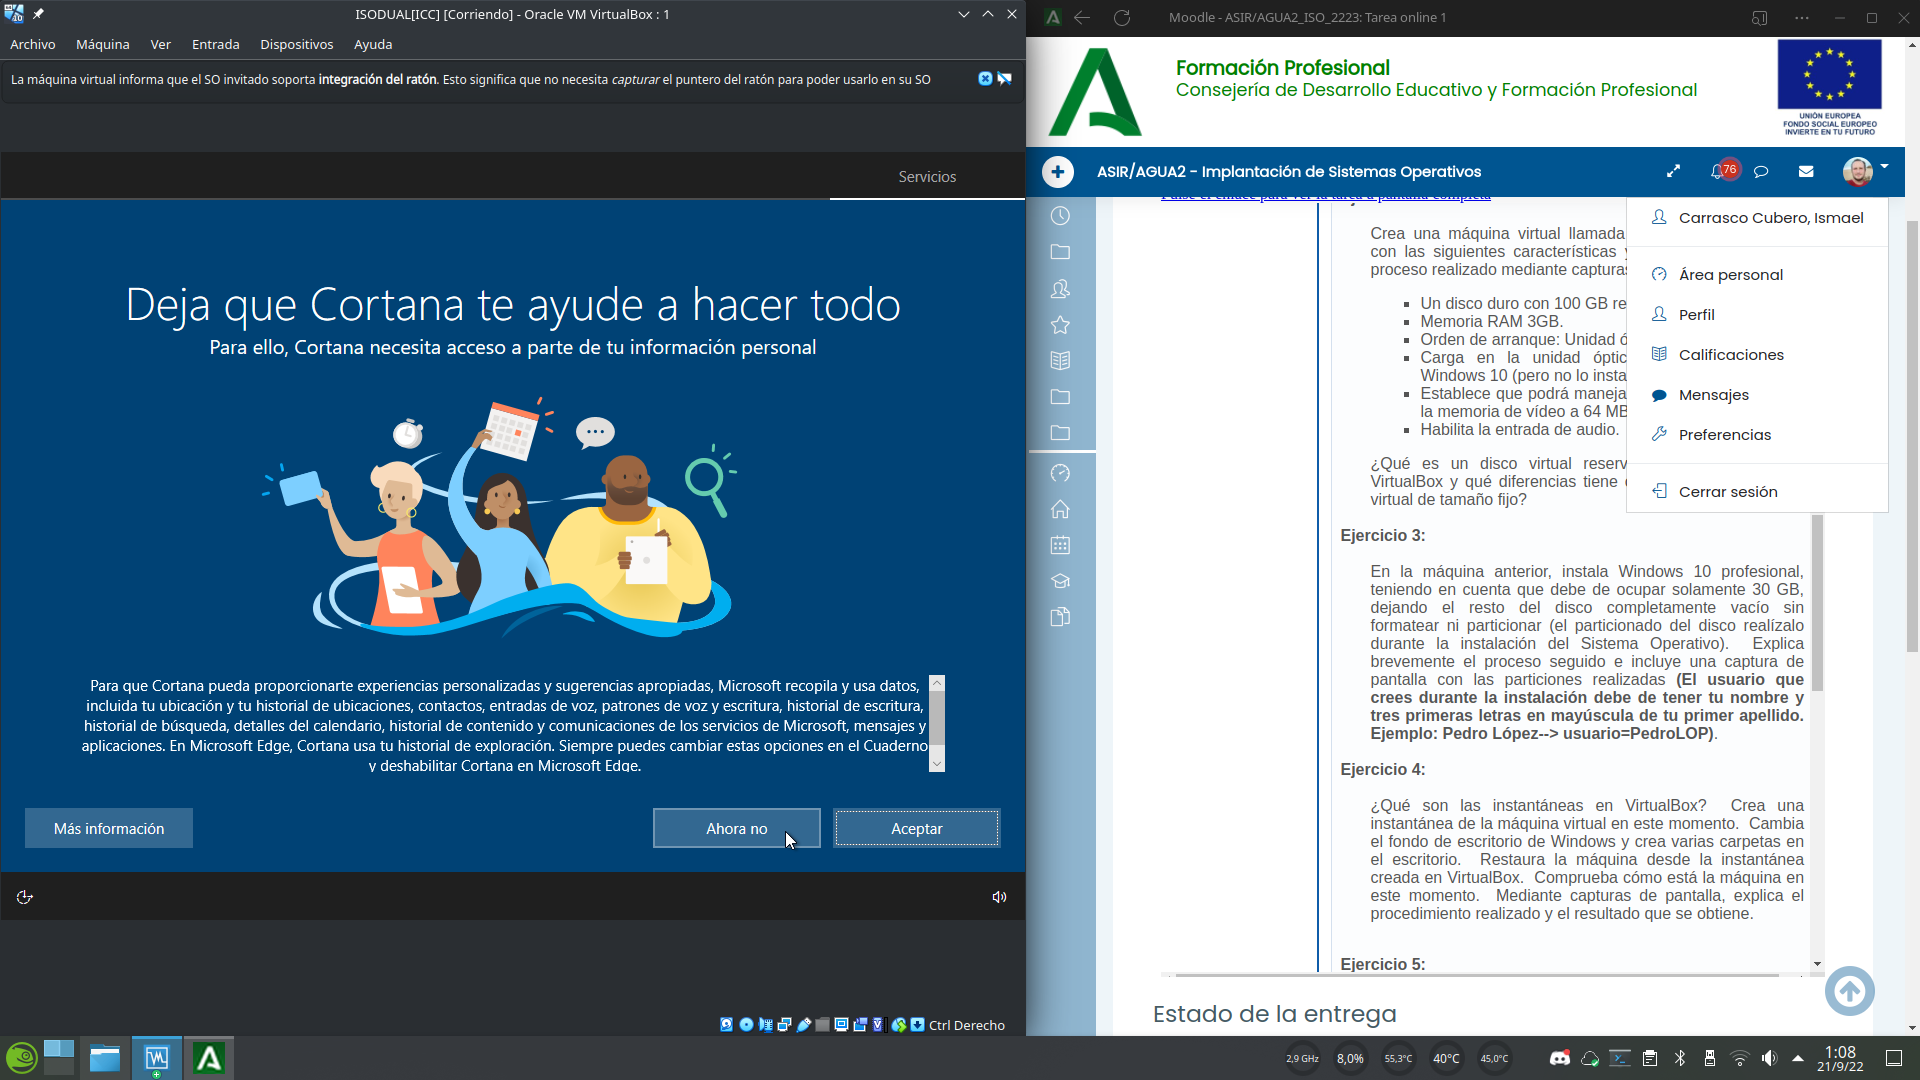 ISODUAL[ICC] [Corriendo] - Oracle VM VirtualBox : 1
Archivo Máquina Ver Entrada Dispositivos Ayuda
La máquina virtual informa que el SO invitado soporta integración del ratón. Esto significa que no necesita capturar el puntero del ratón para poder usarlo en su SO
Servicios
Deja que Cortana te ayude a hacer todo
Para ello, Cortana necesita acceso a parte de tu información personal
Para que Cortana pueda proporcionarte experiencias personalizadas y sugerencias apropiadas, Microsoft recopila y usa datos,
incluida tu ubicación y tu historial de ubicaciones, contactos, entradas de voz, patrones de voz y escritura, historial de escritura,
historial de búsqueda, detalles del calendario, historial de contenido y comunicaciones de los servicios de Microsoft, mensajes y
aplicaciones. En Microsoft Edge, Cortana usa tu historial de exploración. Siempre puedes cambiar estas opciones en el Cuaderno
y deshabilitar Cortana en Microsoft Edge.
Más información
Ahora no
Aceptar
Ctrl Derecho
Moodle - ASIR/AGUA2_ISO_2223: Tarea online 1
Formación Profesional
Consejería de Desarrollo Educativo y Formación Profesional
UNIÓN EUROPEA
FONDO SOCIAL EUROPEO
INVIERTE EN TU FUTURO
ASIR/AGUA2 - Implantación de Sistemas Operativos
76
Pulse el enlace para ver la tarea a pantalla completa
Crea una máquina virtual llamada
con las siguientes características y
proceso realizado mediante capturas
Un disco duro con 100 GB re
Memoria RAM 3GB.
Orden de arranque: Unidad ó
Carga en la unidad óptic
Windows 10 (pero no lo insta
Establece que podrá maneja
la memoria de vídeo a 64 MB
Habilita la entrada de audio.
¿Qué es un disco virtual reserv
VirtualBox y qué diferencias tiene
virtual de tamaño fijo?
Carrasco Cubero, Ismael
Área personal
Perfil
Calificaciones
Mensajes
Preferencias
Cerrar sesión
Ejercicio 3:
En la máquina anterior, instala Windows 10 profesional,
teniendo en cuenta que debe de ocupar solamente 30 GB,
dejando el resto del disco completamente vacío sin
formatear ni particionar (el particionado del disco realízalo
durante la instalación del Sistema Operativo). Explica
brevemente el proceso seguido e incluye una captura de
pantalla con las particiones realizadas (El usuario que
crees durante la instalación debe de tener tu nombre y
tres primeras letras en mayúscula de tu primer apellido.
Ejemplo: Pedro López--> usuario=PedroLOP).
Ejercicio 4:
¿Qué son las instantáneas en VirtualBox? Crea una
instantánea de la máquina virtual en este momento. Cambia
el fondo de escritorio de Windows y crea varias carpetas en
el escritorio. Restaura la máquina desde la instantánea
creada en VirtualBox. Comprueba cómo está la máquina en
este momento. Mediante capturas de pantalla, explica el
procedimiento realizado y el resultado que se obtiene.
Ejercicio 5:
Estado de la entrega
2,9 GHz
8,0%
55,3°C
40°C
45,0°C
1:08
21/9/22